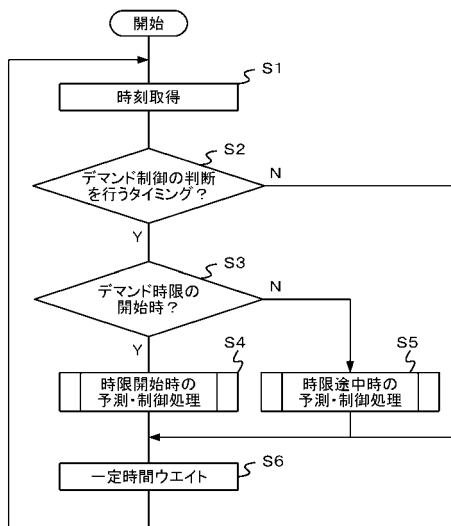 開始
S1
時刻取得
S2
デマンド制御の判断
を行うタイミング？
N
Y
S3
デマンド時限の
開始時？
N
Y
S4
時限開始時の
予測・制御処理
S5
時限途中時の
予測・制御処理
S6
一定時間ウエイト